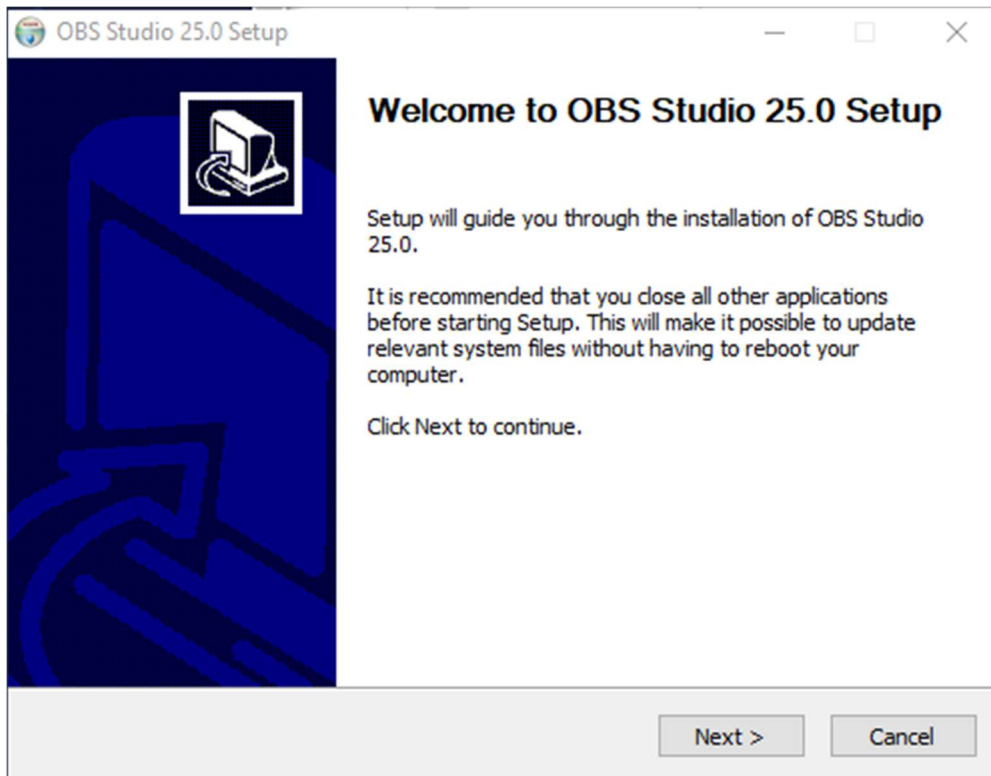 OBS Studio 25.0 Setup
Welcome to OBS Studio 25.0 Setup
Setup will guide you through the installation of OBS Studio
25.0.
It is recommended that you close all other applications
before starting Setup. This will make it possible to update
relevant system files without having to reboot your
computer.
Click Next to continue.
Next >
Cancel